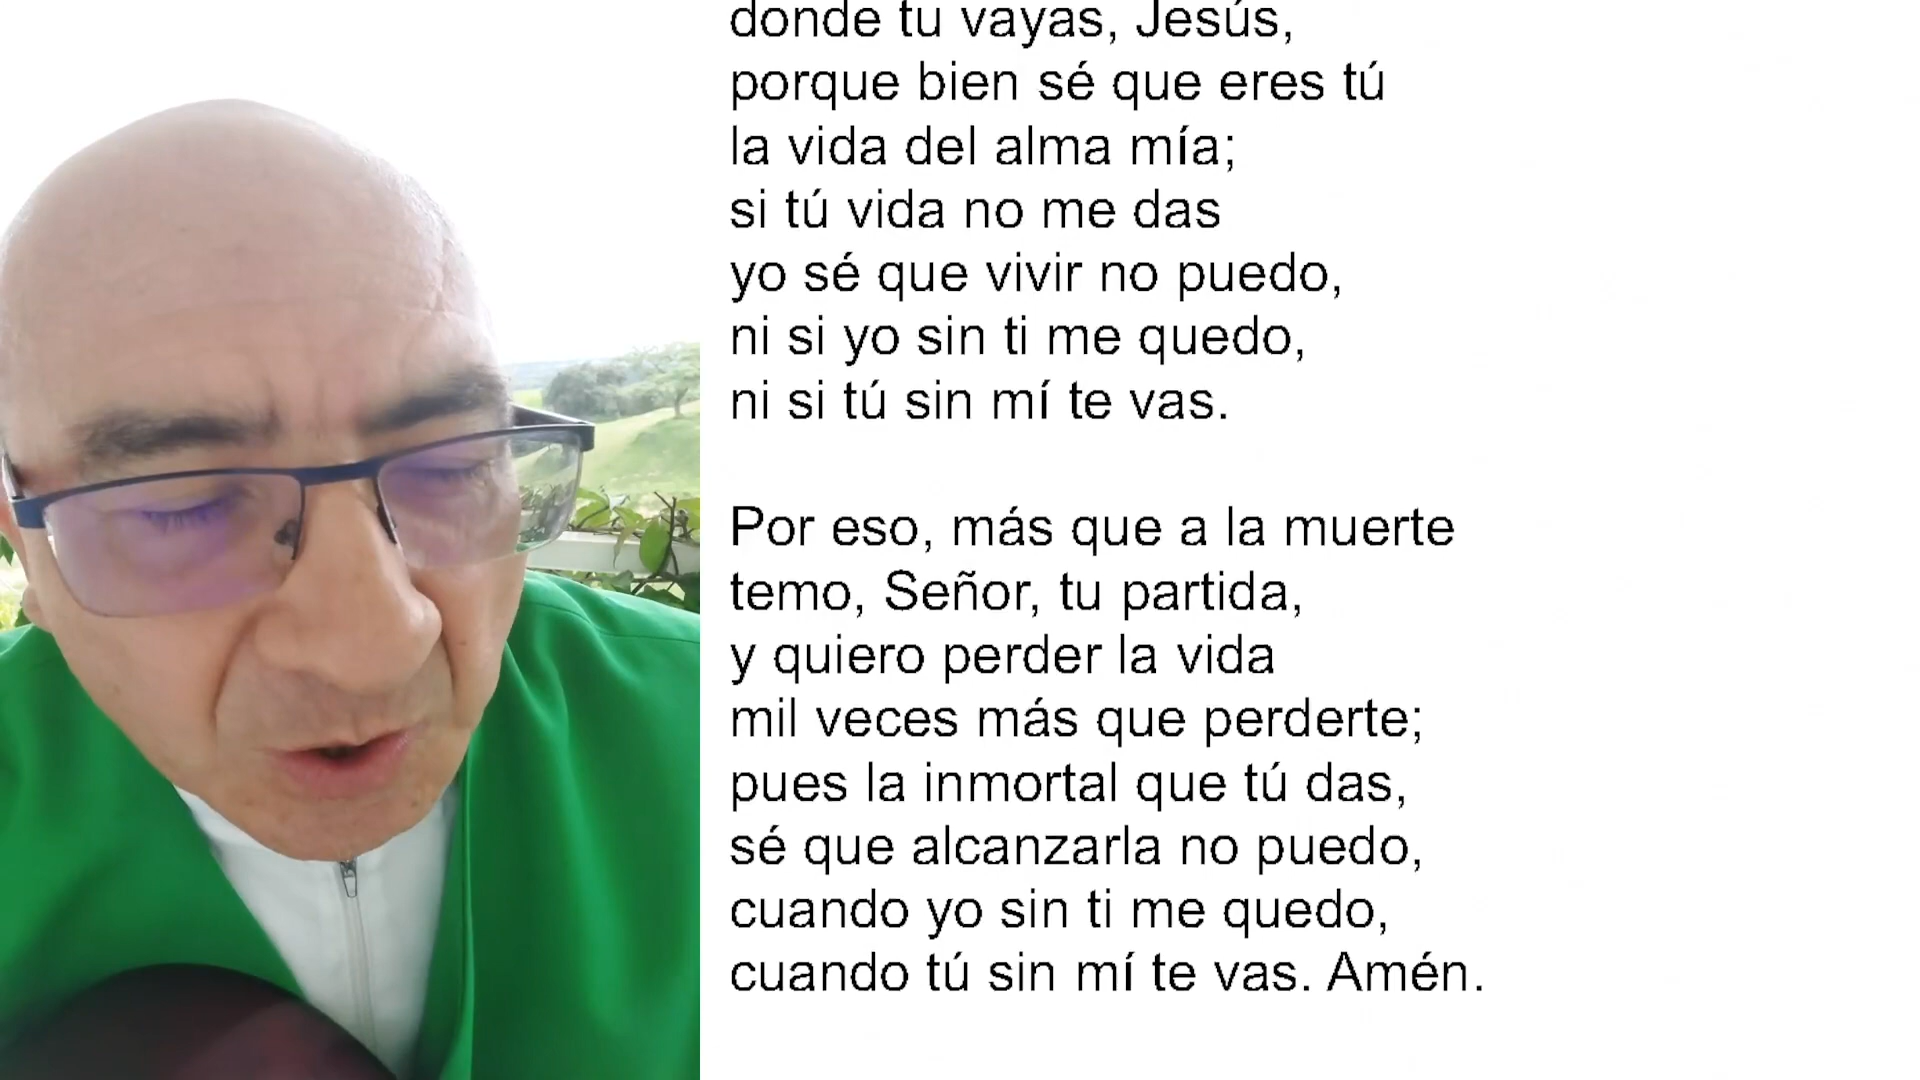 donde tu vayas, Jesús,
porque bien sé que eres tú
la vida del alma mía;
si tú vida no me das
yo sé que vivir no puedo,
ni si yo sin ti me quedo,
ni si tú sin mí te vas.
Por eso, más que a la muerte
temo, Señor, tu partida,
y quiero perder la vida
mil veces más que perderte;
pues la inmortal que tú das,
sé que alcanzarla no puedo,
cuando yo sin ti me quedo,
cuando tú sin mí te vas. Amén.